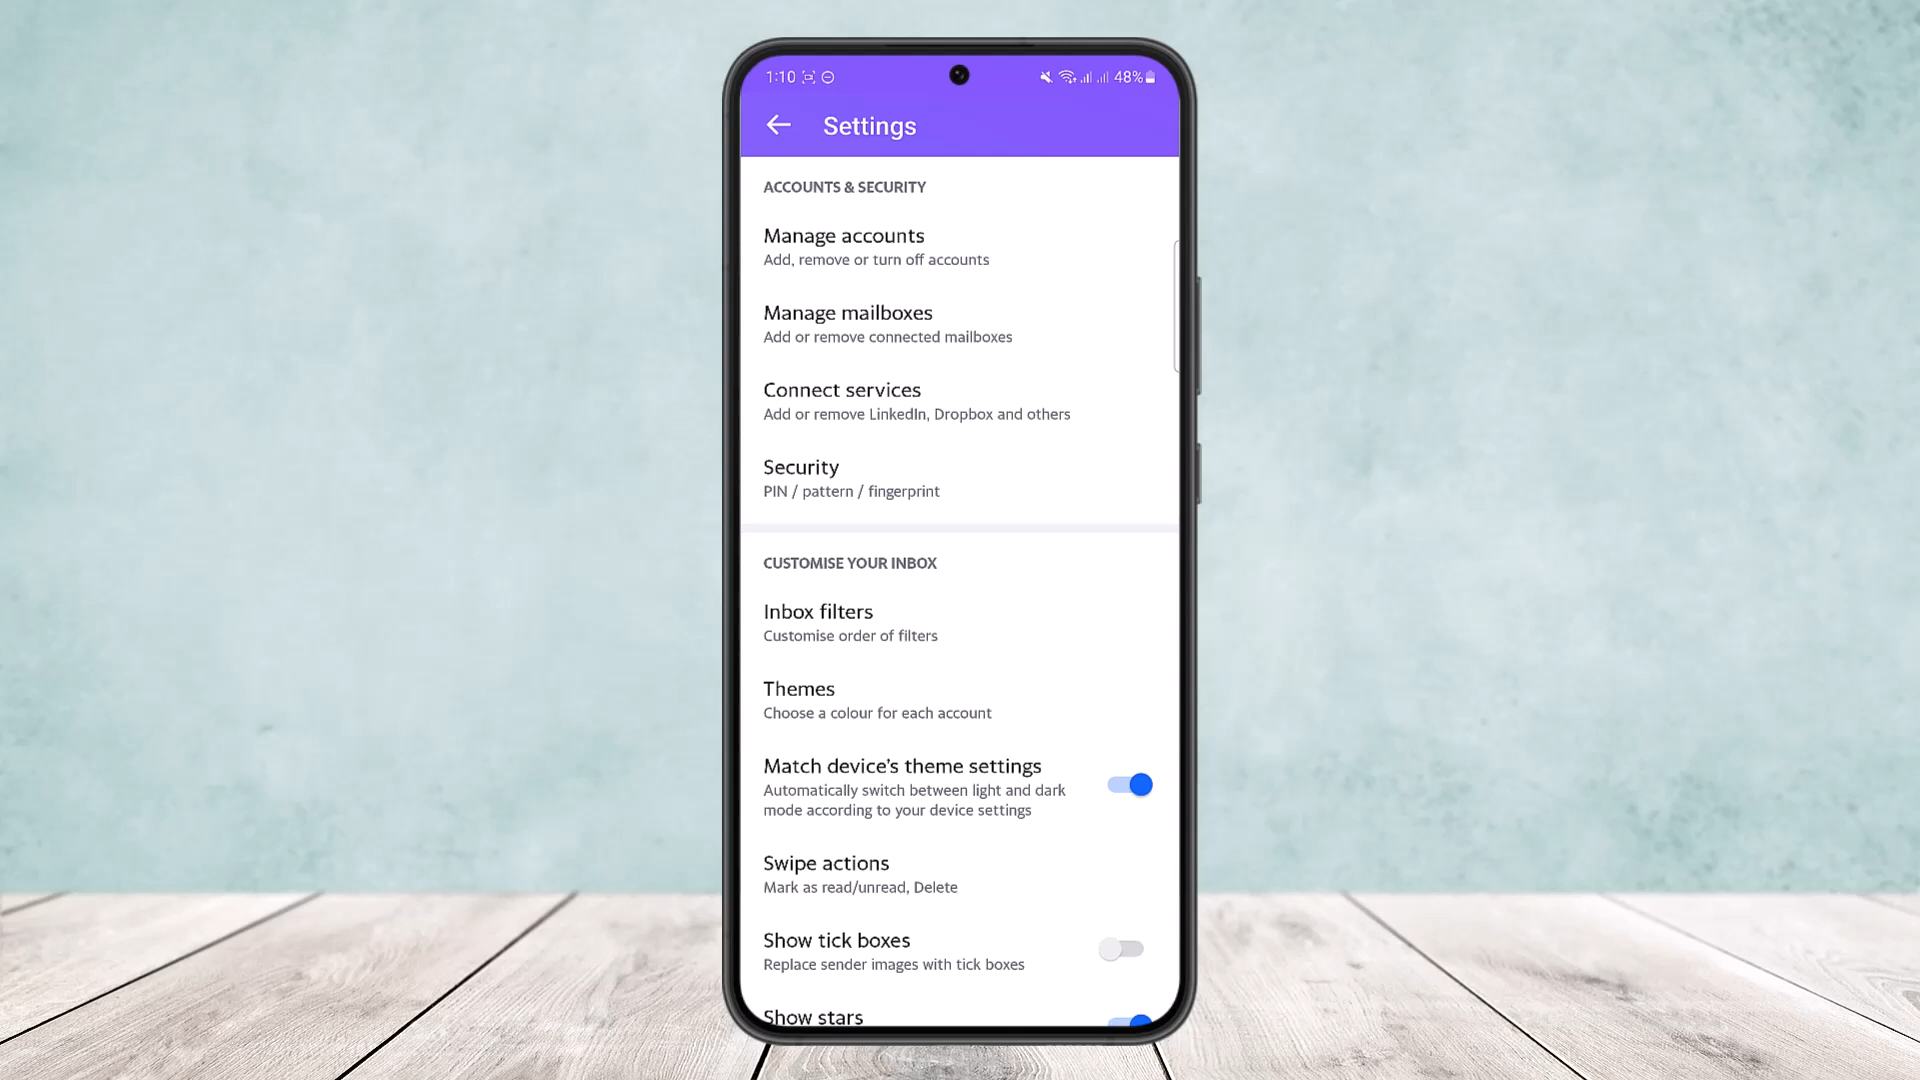 1:10 48%
Settings
ACCOUNTS & SECURITY
Manage accounts
Add, remove or turn off accounts
Manage mailboxes
Add or remove connected mailboxes
Connect services
Add or remove LinkedIn, Dropbox and others
Security
PIN / pattern / fingerprint
CUSTOMISE YOUR INBOX
Inbox filters
Customise order of filters
Themes
Choose a colour for each account
Match device's theme settings
Automatically switch between light and dark
mode according to your device settings
Swipe actions
Mark as read/unread, Delete
Show tick boxes
Replace sender images with tick boxes
Show stars